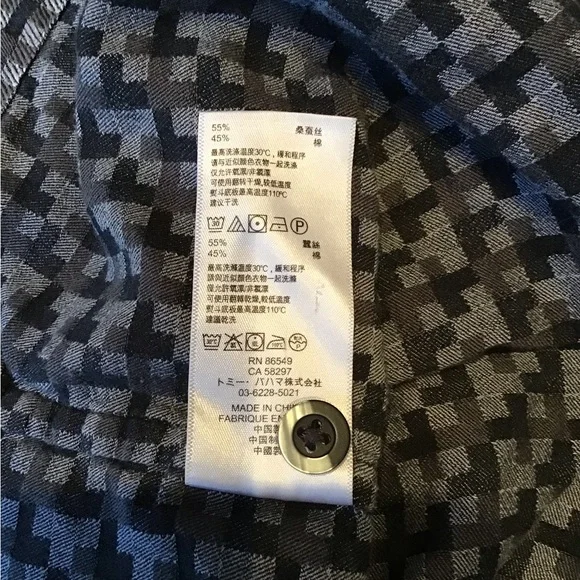 55% 桑蚕丝
45% 棉
最高洗涤温度30℃，缓和程序
请与近似颜色衣物一起洗涤
仅允许氧漂/非氯漂
可使用翻转干燥，较低温度
熨斗底板最高温度110℃
建议干洗
30 P
55% 蠶絲
45% 棉
最高洗滌溫度30℃，緩和程序
請與近似顏色衣物一起洗滌
僅允許氧漂/非氯漂
可使用翻轉乾燥，較低溫度
熨斗底板最高溫度110℃
建議乾洗
RN 86549
CA 58297
トミー・バハマ株式会社
03-6228-5021
MADE IN CHI
FABRIQUE EN
中国製
中国制
中國製